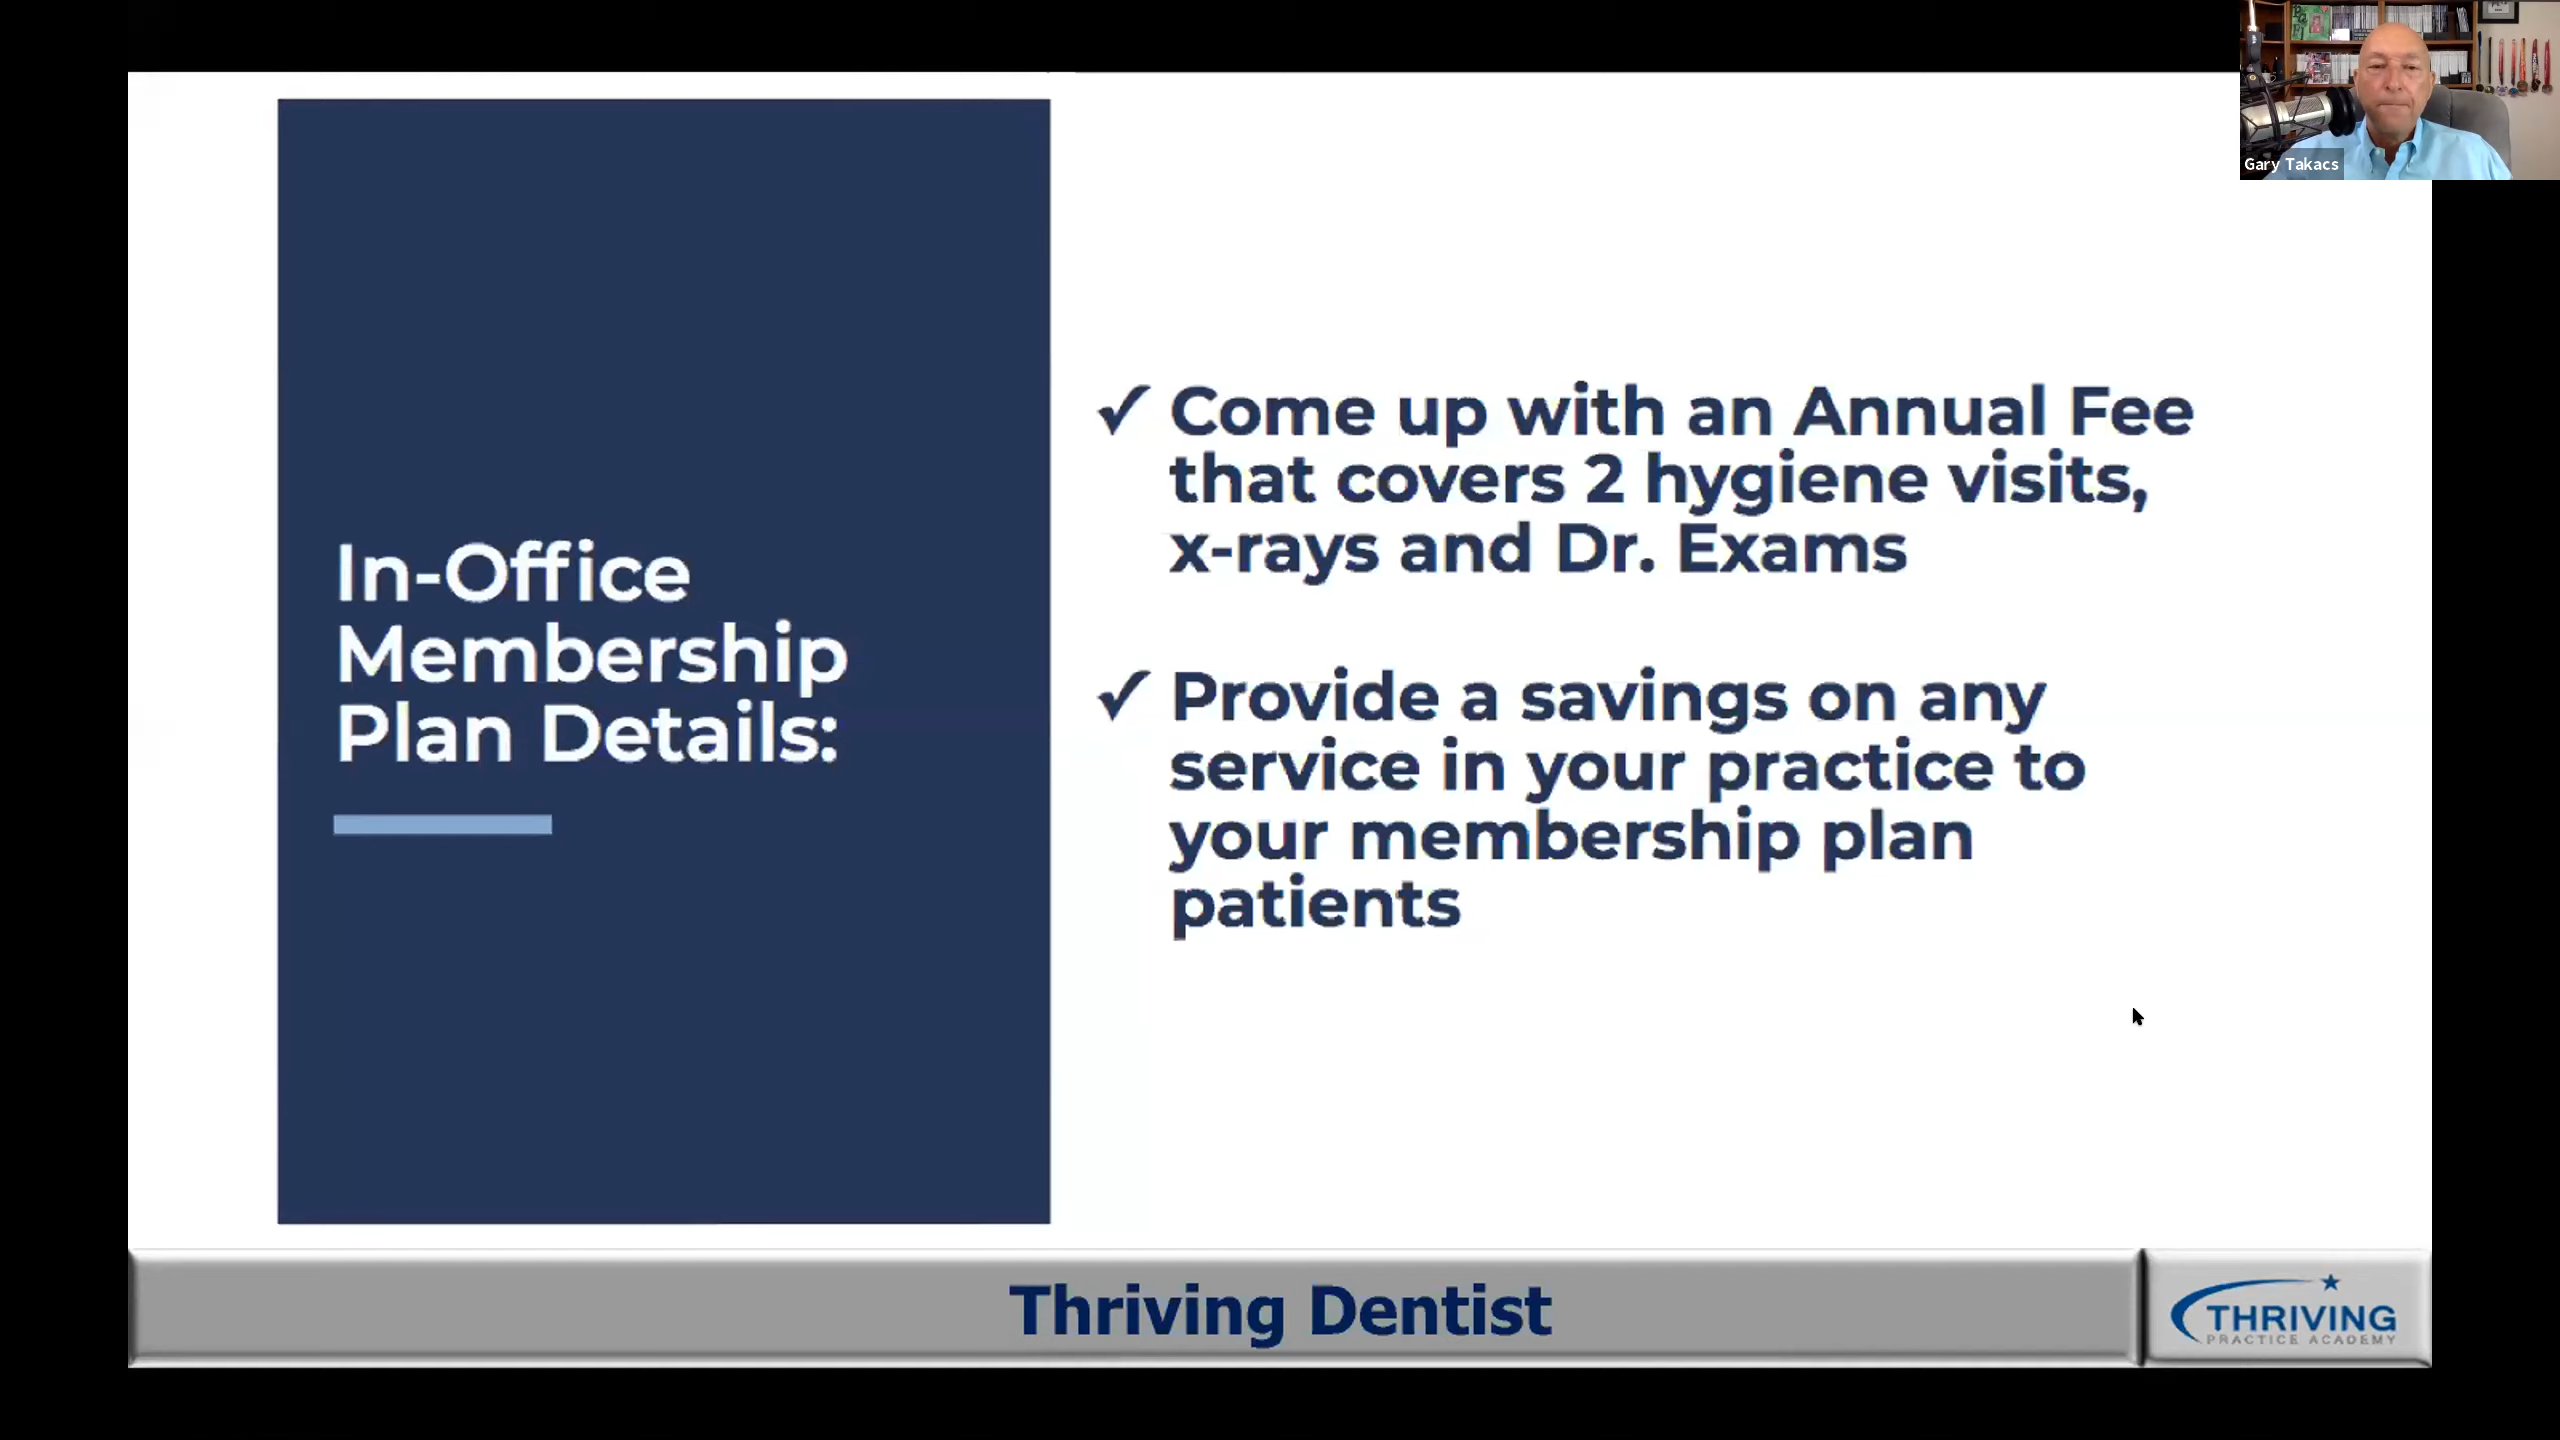 Gary Takacs
In-Office
Membership
Plan Details:
✓ Come up with an Annual Fee
that covers 2 hygiene visits,
x-rays and Dr. Exams
✓ Provide a savings on any
service in your practice to
your membership plan
patients
Thriving Dentist
THRIVING
PRACTICE ACADEMY